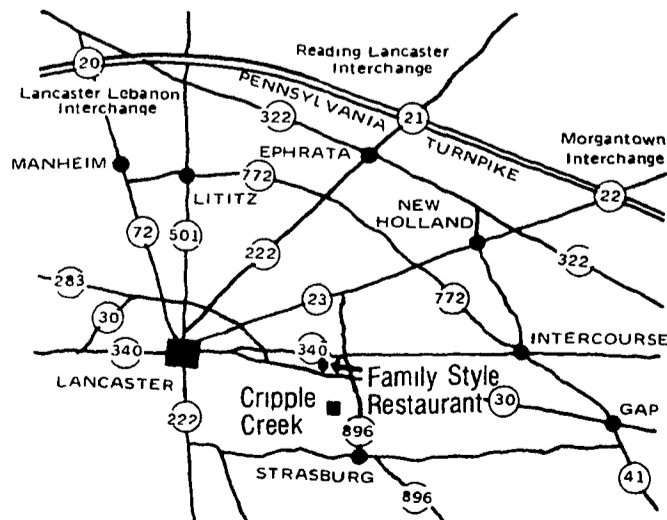 Reading Lancaster
Interchange
20
Lancaster Lebanon
Interchange
PENNSYLVANIA
TURNPIKE
21
322
Morgantown
Interchange
EPHRATA
MANHEIM
LITITZ
772
NEW
HOLLAND
22
72
501
222
322
283
30
23
772
340
340
INTERCOURSE
LANCASTER
Family Style
Restaurant
30
Cripple
Creek
GAP
222
896
STRASBURG
41
896